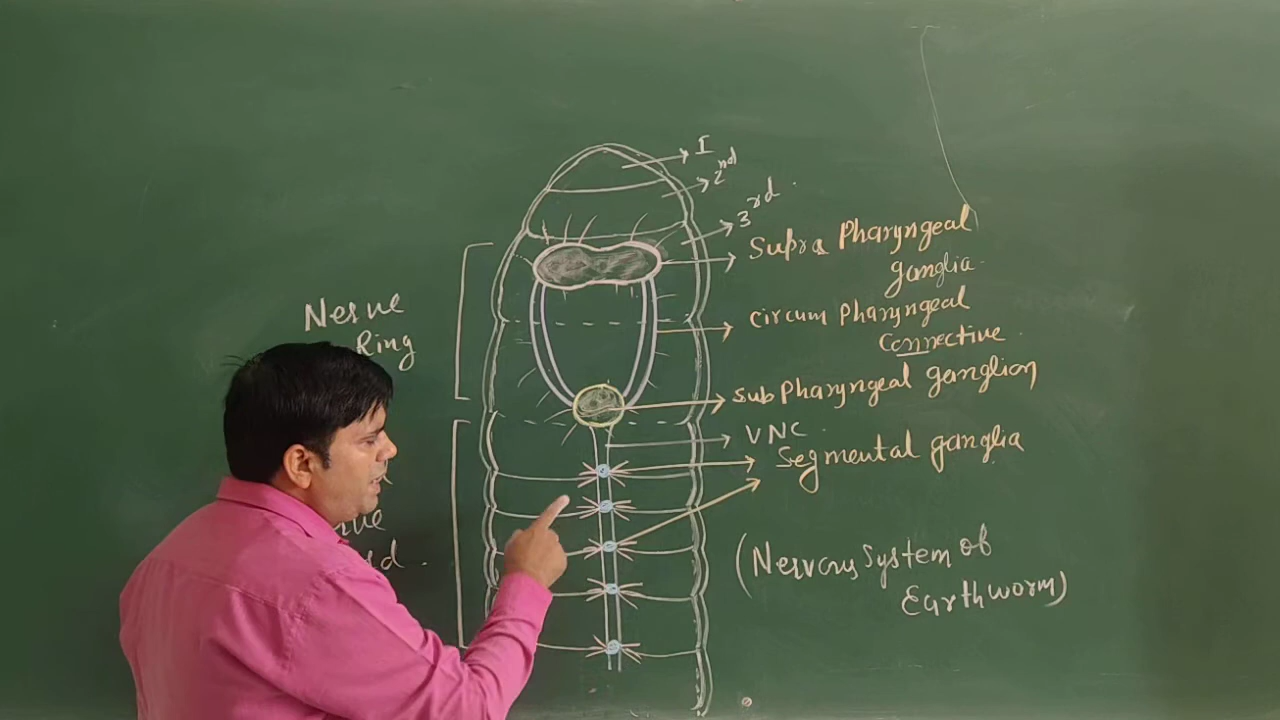 I
2nd
3rd.
Supra Pharyngeal
ganglia.
Nerve
Ring
Circum Pharyngeal
Connective.
Sub Pharyngeal ganglion
VNC.
Segmental ganglia
(Nervous System of
Earthworm)